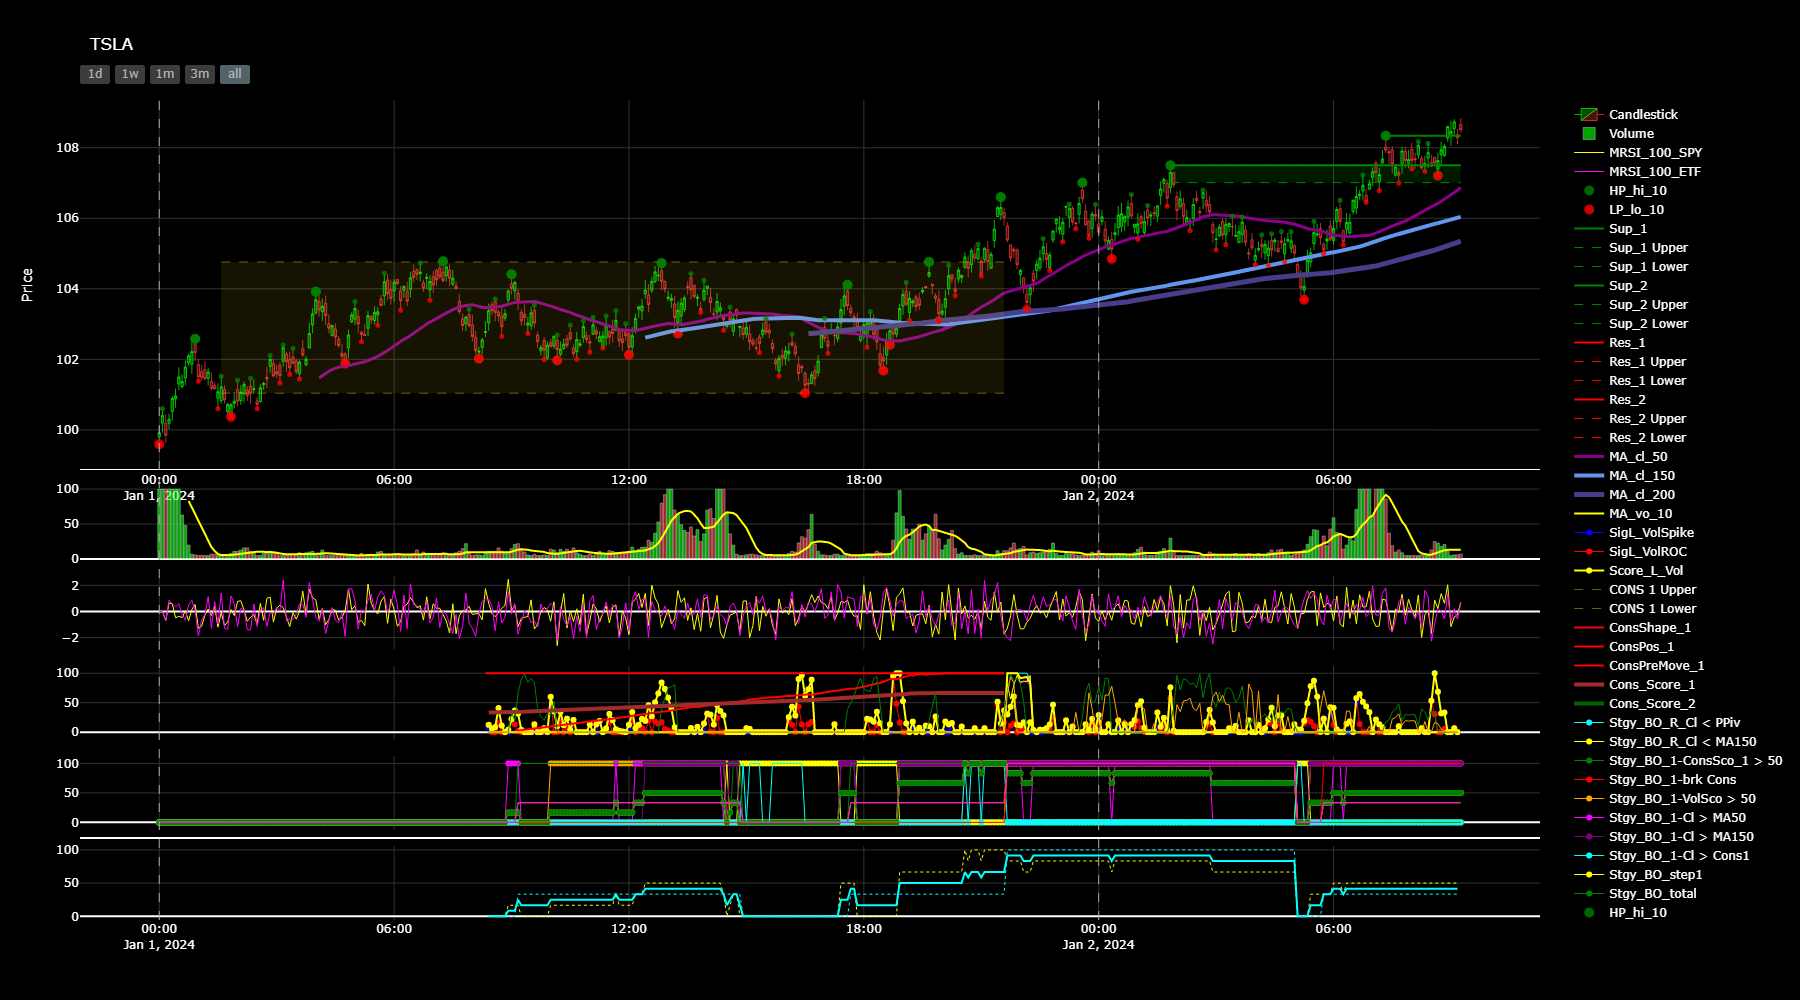 TSLA
1d 1w 1m 3m all
Price
108
106
104
102
100
00:00 06:00 12:00 18:00 00:00 06:00
Jan 1, 2024 Jan 2, 2024
100
50
0
2
0
−2
100
50
0
100
50
0
100
50
0
00:00 06:00 12:00 18:00 00:00 06:00
Jan 1, 2024 Jan 2, 2024
Candlestick
Volume
MRSI_100_SPY
MRSI_100_ETF
HP_hi_10
LP_lo_10
Sup_1
Sup_1 Upper
Sup_1 Lower
Sup_2
Sup_2 Upper
Sup_2 Lower
Res_1
Res_1 Upper
Res_1 Lower
Res_2
Res_2 Upper
Res_2 Lower
MA_cl_50
MA_cl_150
MA_cl_200
MA_vo_10
SigL_VolSpike
SigL_VolROC
Score_L_Vol
CONS 1 Upper
CONS 1 Lower
ConsShape_1
ConsPos_1
ConsPreMove_1
Cons_Score_1
Cons_Score_2
Stgy_BO_R_Cl < PPiv
Stgy_BO_R_Cl < MA150
Stgy_BO_1-ConsSco_1 > 50
Stgy_BO_1-brk Cons
Stgy_BO_1-VolSco > 50
Stgy_BO_1-Cl > MA50
Stgy_BO_1-Cl > MA150
Stgy_BO_1-Cl > Cons1
Stgy_BO_step1
Stgy_BO_total
HP_hi_10